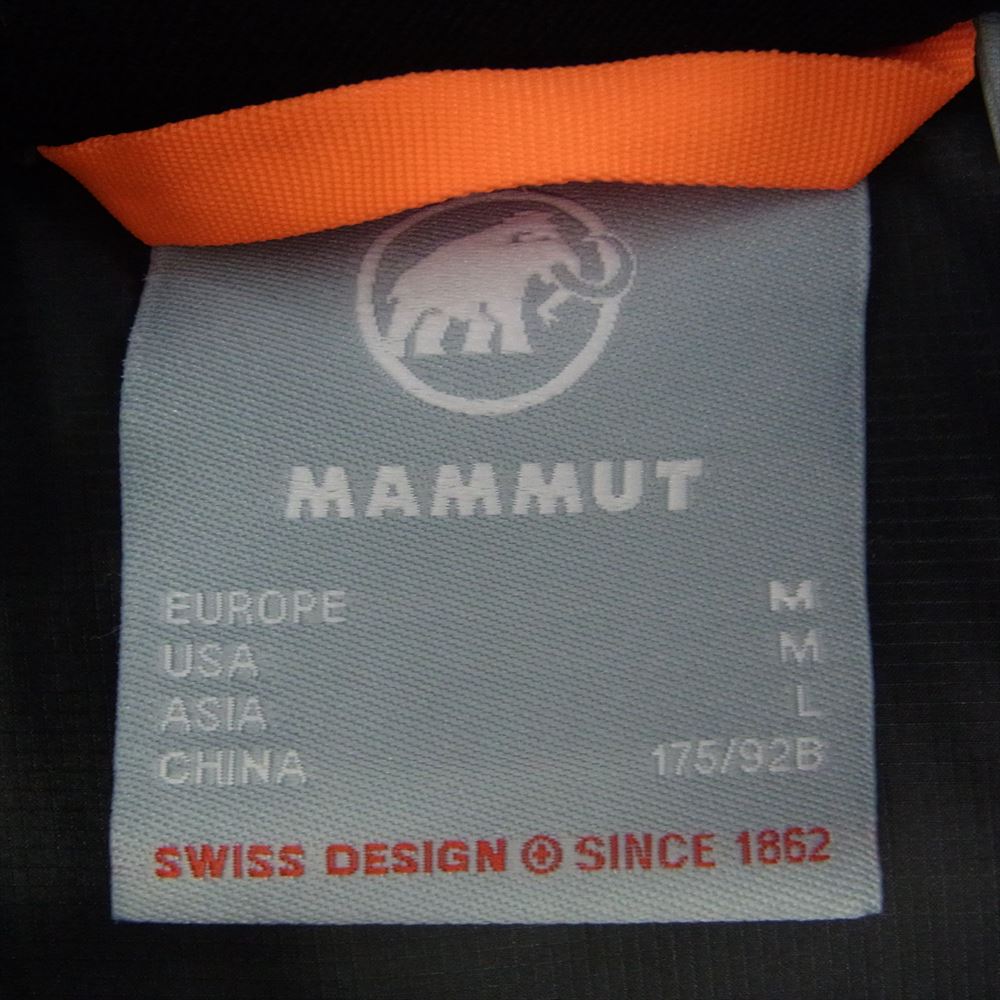 MAMMUT
EUROPE M
USA M
ASIA L
CHINA 175/92B
SWISS DESIGN SINCE 1862